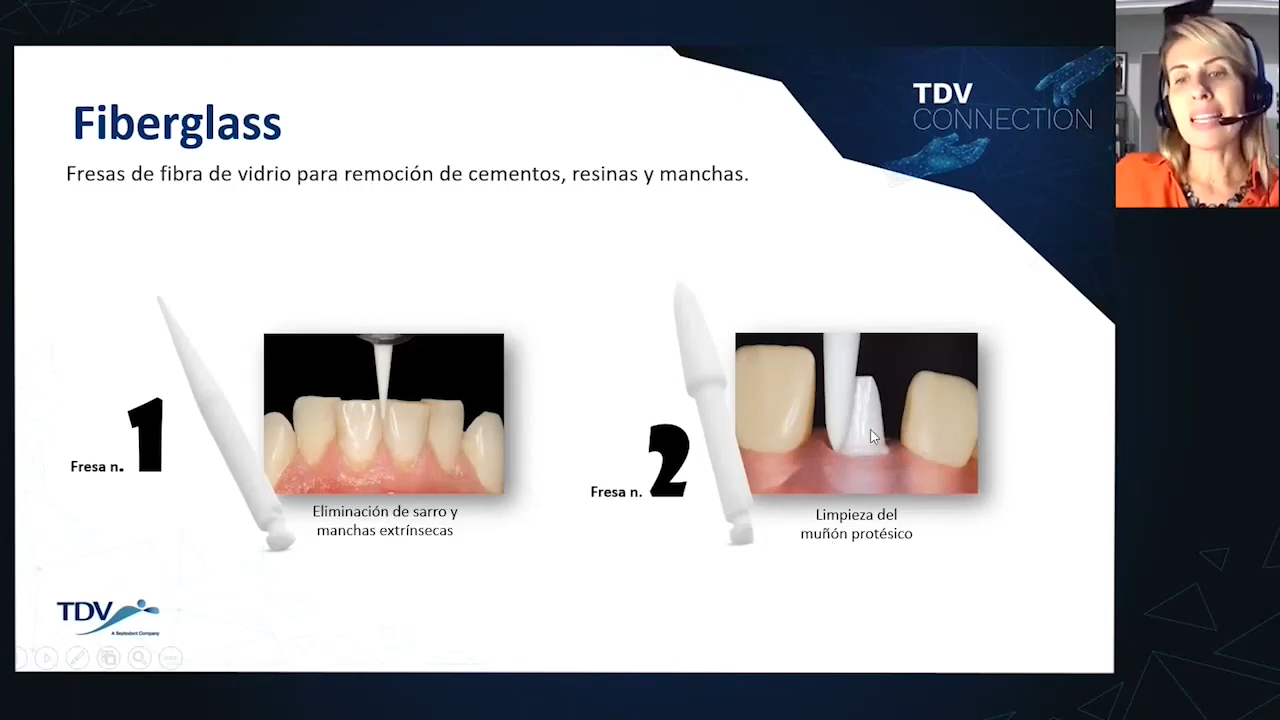 TDV
CONNECTION
Fiberglass
Fresas de fibra de vidrio para remoción de cementos, resinas y manchas.
Fresa n. 1
Eliminación de sarro y
manchas extrínsecas
Fresa n. 2
Limpieza del
muñón protésico
TDV
A Septodont Company